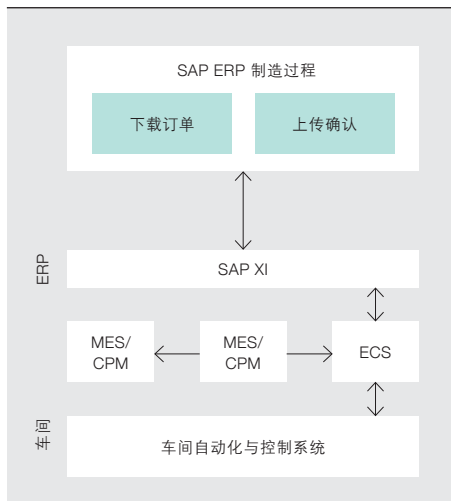 SAP ERP 制造过程
下载订单
上传确认
ERP
SAP XI
MES/
CPM
MES/
CPM
ECS
车间
车间自动化与控制系统